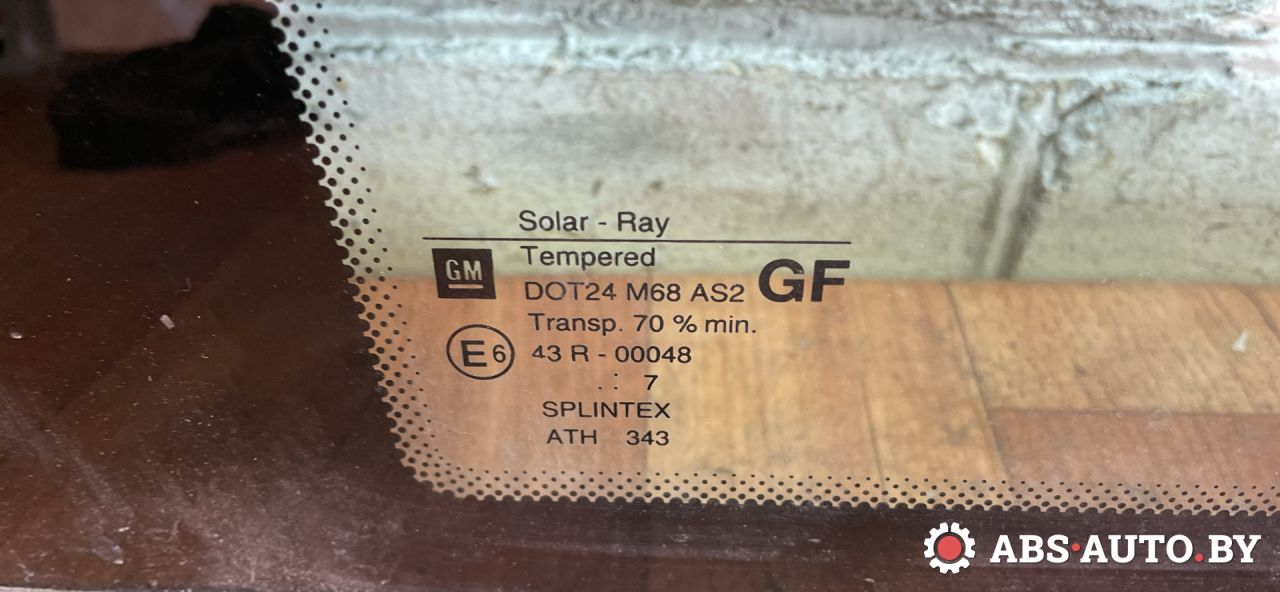 Solar - Ray
GM
Tempered
DOT24 M68 AS2
GF
Transp. 70 % min.
E6 43 R - 00048
. : 7
SPLINTEX
ATH 343
ABS·AUTO.BY